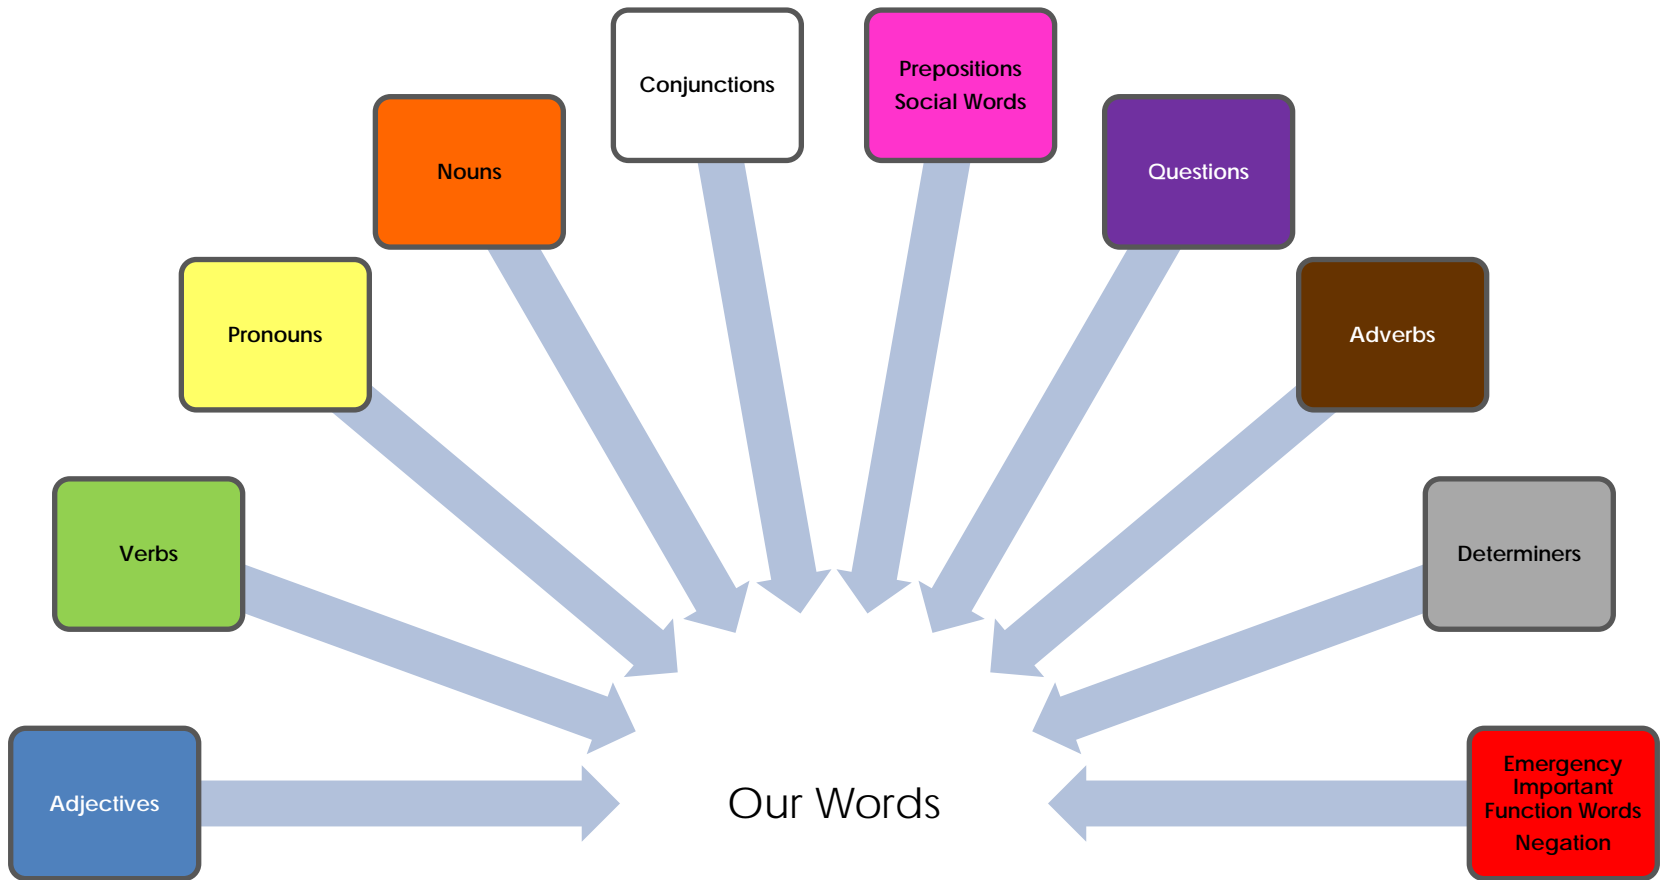 Conjunctions
Prepositions
Social Words
Nouns
Questions
Pronouns
Adverbs
Verbs
Determiners
Adjectives
Our Words
Emergency
Important
Function Words
Negation